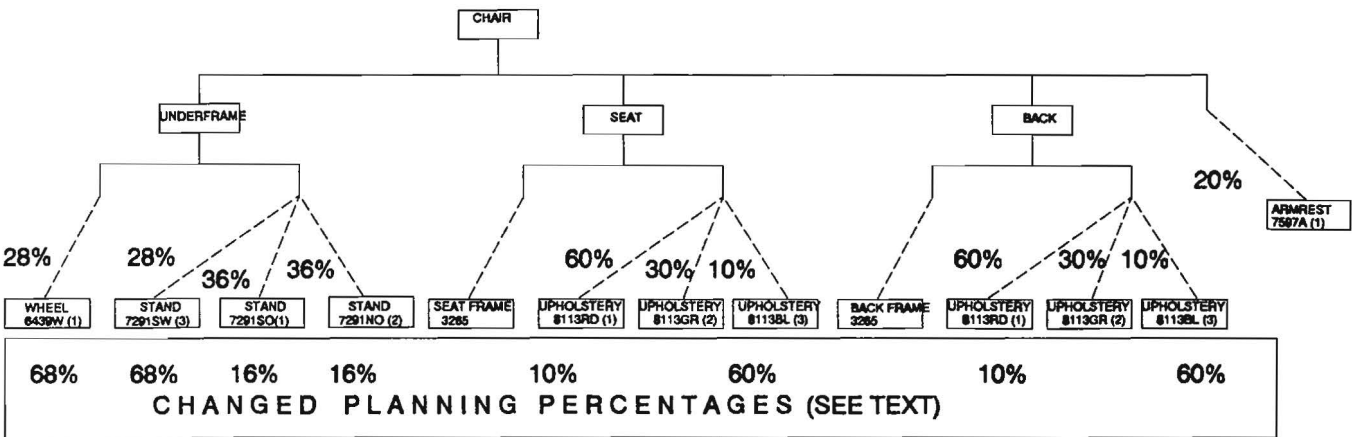 CHAIR
UNDERFRAME
SEAT
BACK
20%
ARMREST
7597A (1)
28%
28%
36%
36%
60%
30%
10%
60%
30%
10%
WHEEL
6439W (1)
STAND
7291SW (3)
STAND
7291SO(1)
STAND
7291NO (2)
SEAT FRAME
3265
UPHOLSTERY
8113RD (1)
UPHOLSTERY
8113GR (2)
UPHOLSTERY
8113BL (3)
BACK FRAME
3265
UPHOLSTERY
8113RD (1)
UPHOLSTERY
8113GR (2)
UPHOLSTERY
8113BL (3)
68% 68% 16% 16% 10% 60% 10% 60%
CHANGED PLANNING PERCENTAGES (SEE TEXT)